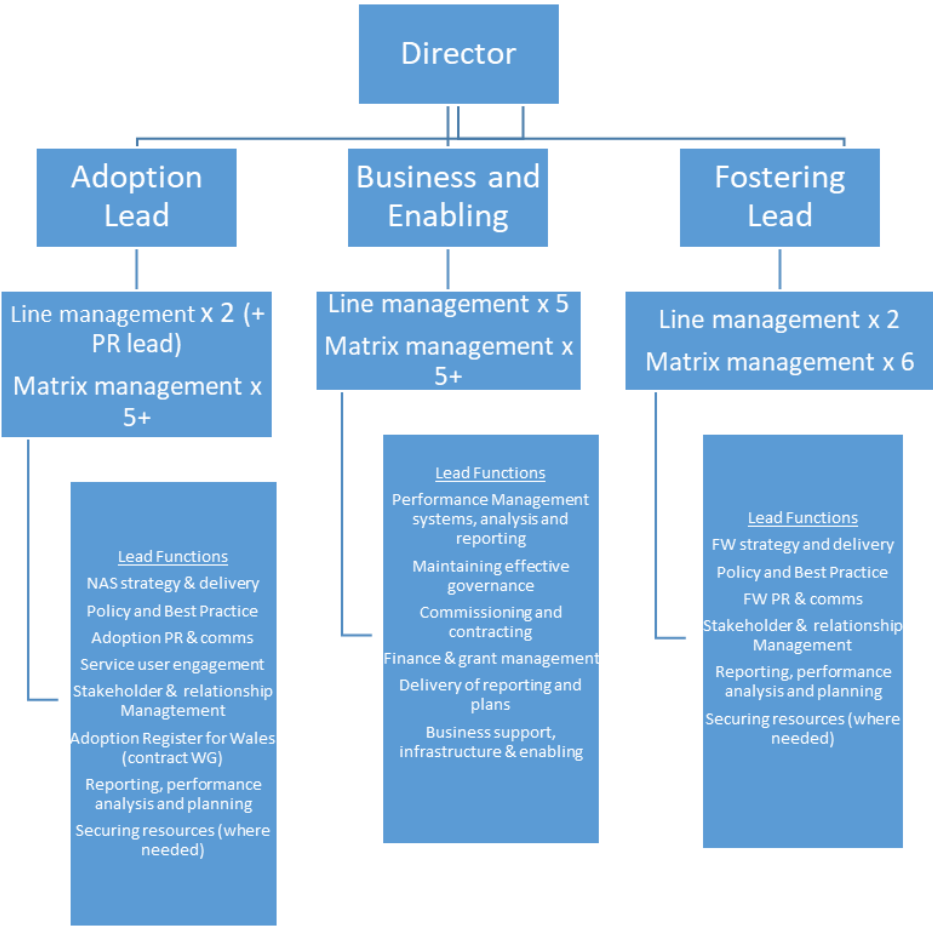 Director
Adoption
Lead
Business and
Enabling
Fostering
Lead
Line management x 2 (+
PR lead)
Matrix management x
5+
Line management x 5
Matrix management x
5+
Line management x 2
Matrix management x 6
Lead Functions
NAS strategy & delivery
Policy and Best Practice
Adoption PR & comms
Service user engagement
Stakeholder & relationship
Managtement
Adoption Register for Wales
(contract WG)
Reporting, performance
analysis and planning
Securing resources (where
needed)
Lead Functions
Performance Management
systems, analysis and
reporting
Maintaining effective
governance
Commissioning and
contracting
Finance & grant management
Delivery of reporting and
plans
Business support,
infrastructure & enabling
Lead Functions
FW strategy and delivery
Policy and Best Practice
FW PR & comms
Stakeholder & relationship
Management
Reporting, performance
analysis and planning
Securing resources (where
needed)